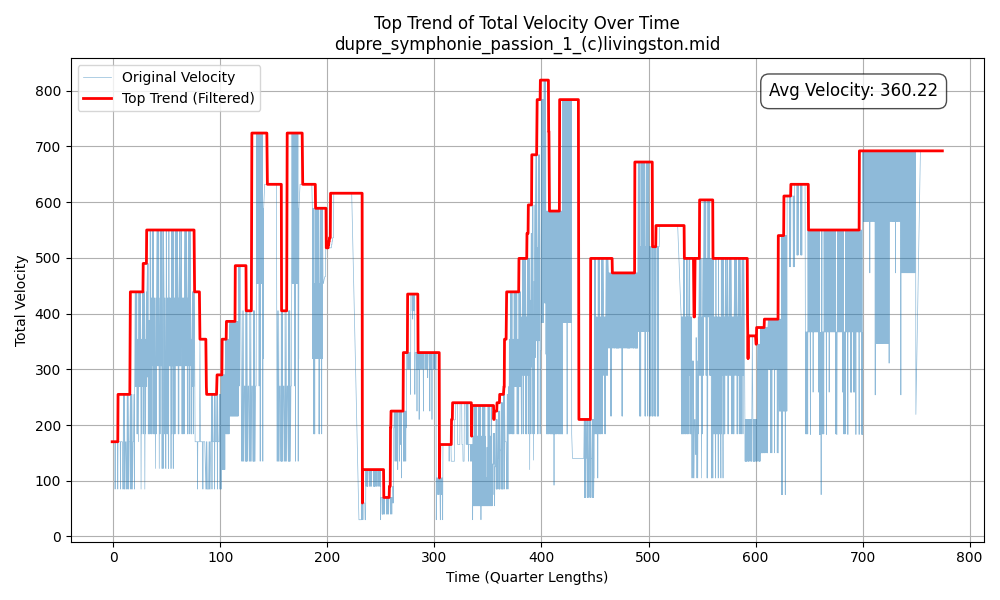 Top Trend of Total Velocity Over Time
dupre_symphonie_passion_1_(c)livingston.mid
Original Velocity
Top Trend (Filtered)
Avg Velocity: 360.22
Total Velocity
800
700
600
500
400
300
200
100
0
0 100 200 300 400 500 600 700 800
Time (Quarter Lengths)